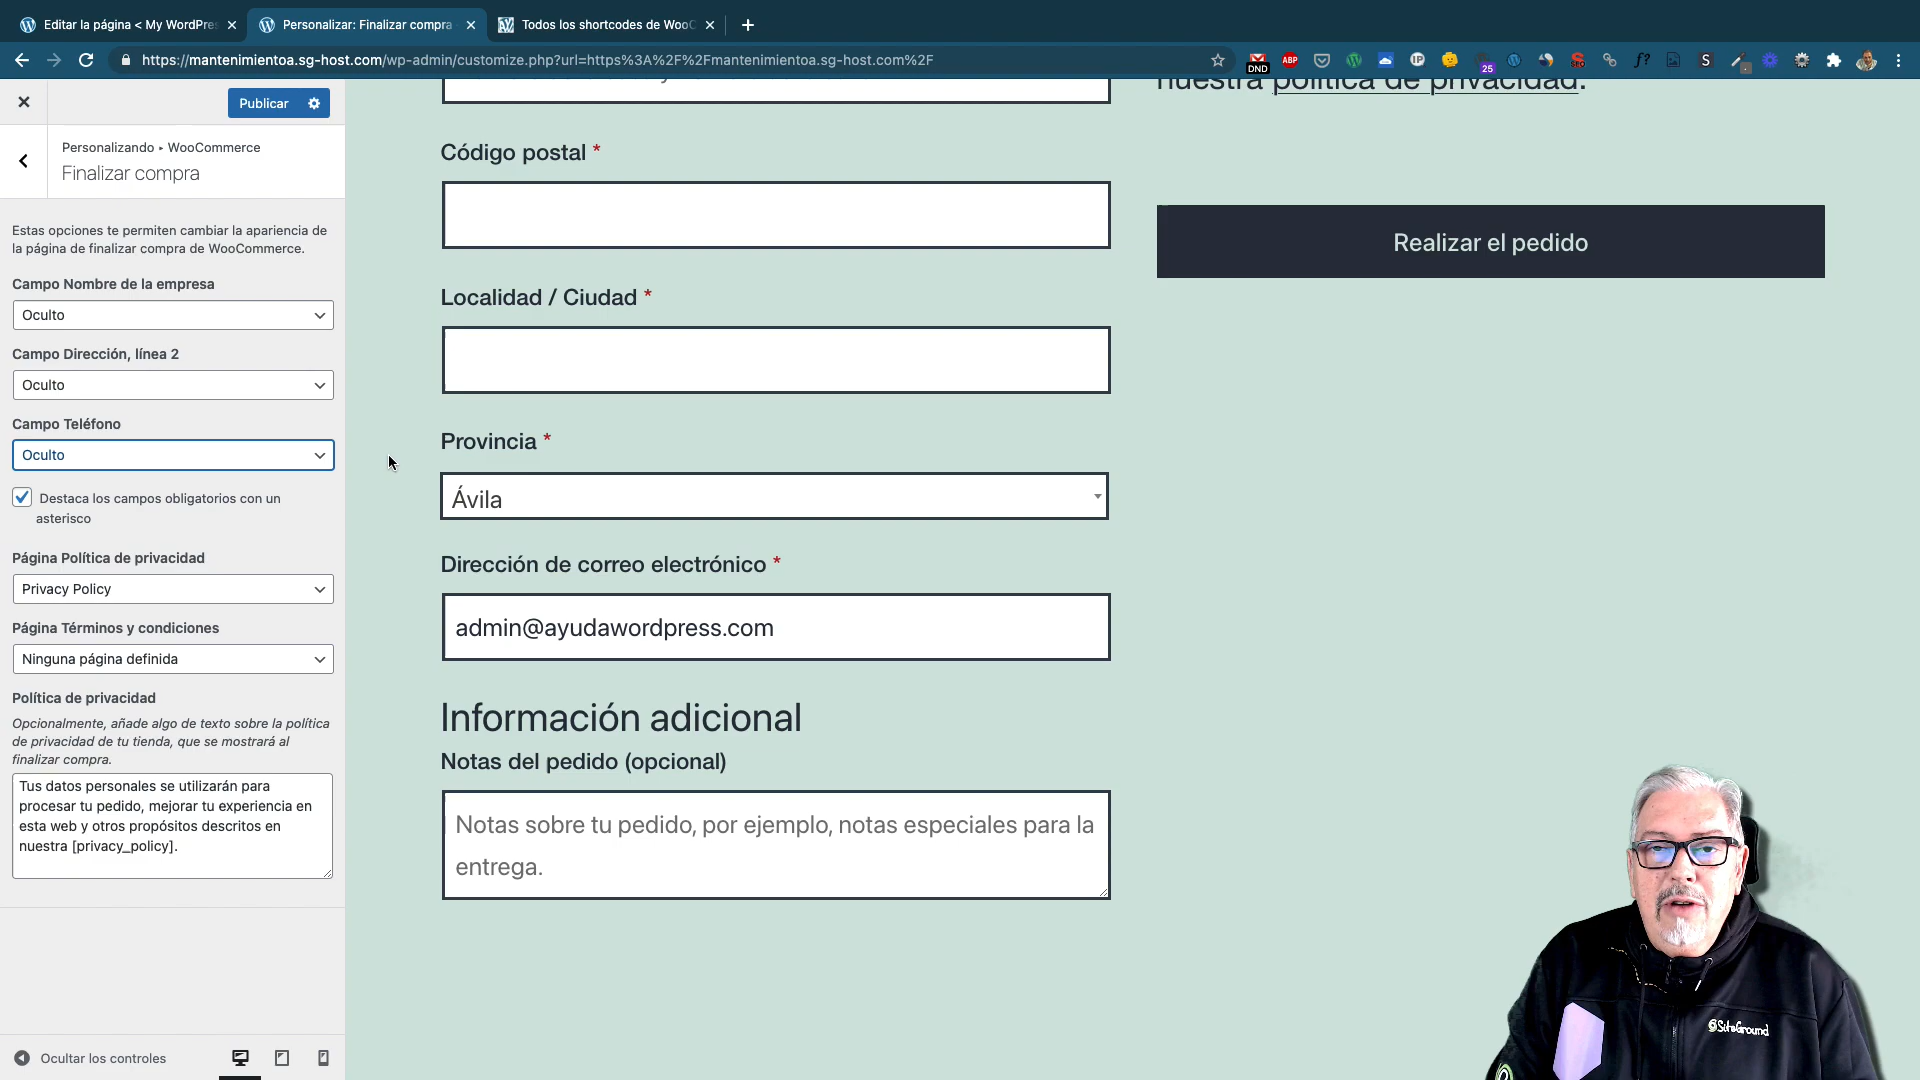 Editar la página < My WordPre
Personalizar: Finalizar compra
Todos los shortcodes de WooC
https://mantenimientoa.sg-host.com/wp-admin/customize.php?url=https%3A%2F%2Fmantenimientoa.sg-host.com%2F
DND
ABP
25
Publicar
Personalizando ▸ WooCommerce
Finalizar compra
Estas opciones te permiten cambiar la apariencia de
la página de finalizar compra de WooCommerce.
Campo Nombre de la empresa
Oculto
Campo Dirección, línea 2
Oculto
Campo Teléfono
Oculto
Destaca los campos obligatorios con un
asterisco
Página Política de privacidad
Privacy Policy
Página Términos y condiciones
Ninguna página definida
Política de privacidad
Opcionalmente, añade algo de texto sobre la política
de privacidad de tu tienda, que se mostrará al
finalizar compra.
Tus datos personales se utilizarán para
procesar tu pedido, mejorar tu experiencia en
esta web y otros propósitos descritos en
nuestra [privacy_policy].
Ocultar los controles
Código postal *
Localidad / Ciudad *
Provincia *
Ávila
Dirección de correo electrónico *
admin@ayudawordpress.com
Información adicional
Notas del pedido (opcional)
Notas sobre tu pedido, por ejemplo, notas especiales para la
entrega.
nuestra política de privacidad.
Realizar el pedido
SiteGround